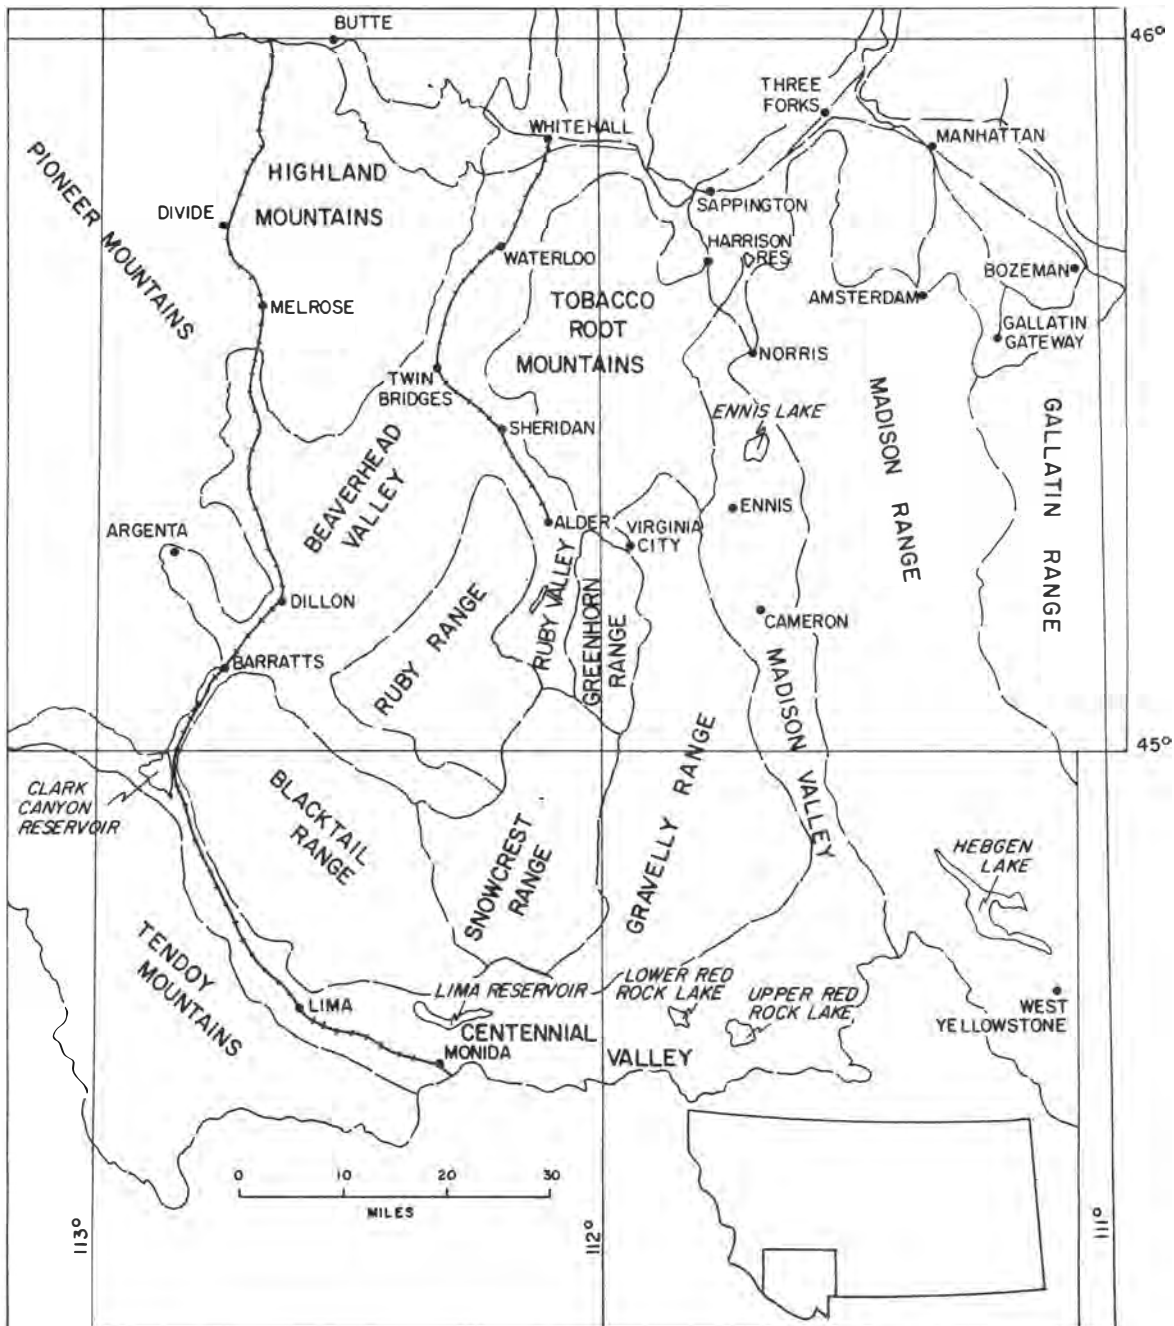 BUTTE
46°
THREE
FORKS
WHITEHALL
MANHATTAN
PIONEER MOUNTAINS
HIGHLAND
MOUNTAINS
DIVIDE
SAPPINGTON
WATERLOO
HARRISON
RES.
BOZEMAN
MELROSE
TOBACCO
ROOT
MOUNTAINS
AMSTERDAM
GALLATIN
GATEWAY
NORRIS
TWIN
BRIDGES
MADISON RANGE
GALLATIN RANGE
ENNIS LAKE
SHERIDAN
BEAVERHEAD
VALLEY
ENNIS
ALDER
VIRGINIA
CITY
ARGENTA
RUBY VALLEY
DILLON
RUBY RANGE
GREENHORN
RANGE
CAMERON
BARRATTS
MADISON VALLEY
45°
CLARK
CANYON
RESERVOIR
BLACKTAIL
RANGE
GRAVELLY RANGE
SNOWCREST
RANGE
HEBGEN
LAKE
TENDOY
MOUNTAINS
LIMA RESERVOIR
LOWER RED
ROCK LAKE
UPPER RED
ROCK LAKE
LIMA
WEST
YELLOWSTONE
CENTENNIAL
VALLEY
MONIDA
0 10 20 30
MILES
113°
112°
111°